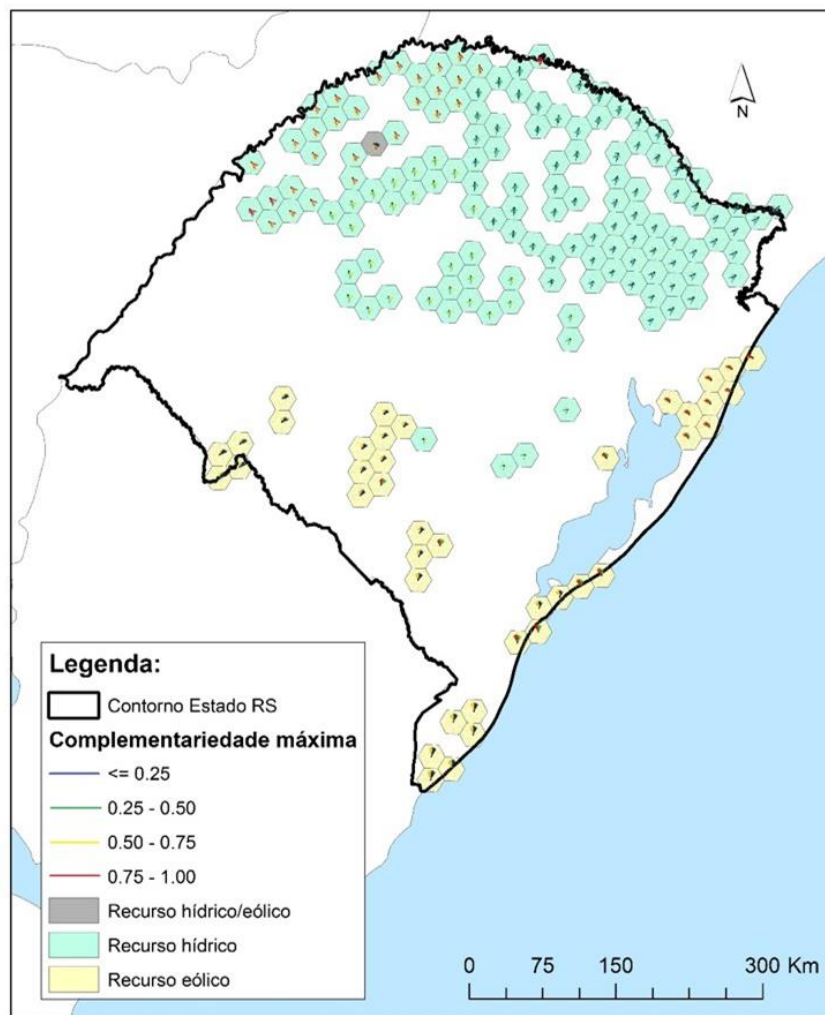 N
Legenda:
Contorno Estado RS
Complementariedade máxima
<= 0.25
0.25 - 0.50
0.50 - 0.75
0.75 - 1.00
Recurso hídrico/eólico
Recurso hídrico
Recurso eólico
0 75 150 300 Km